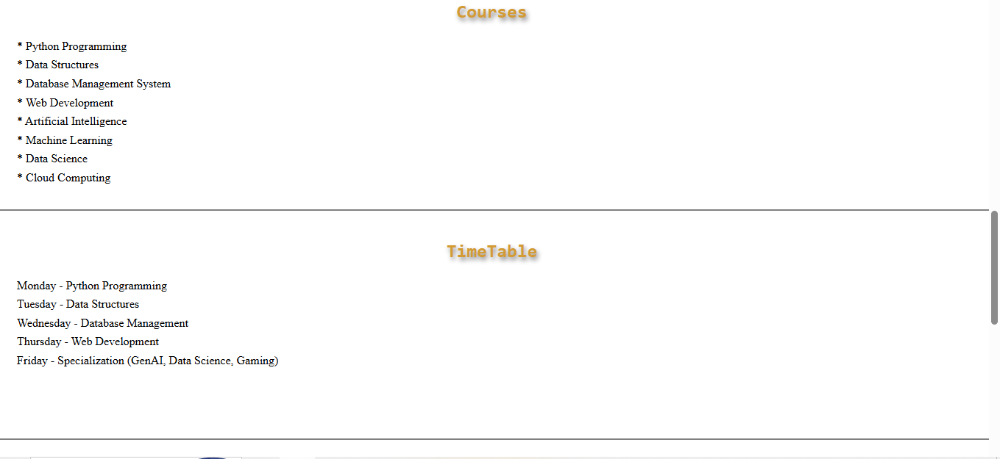 Courses
* Python Programming
* Data Structures
* Database Management System
* Web Development
* Artificial Intelligence
* Machine Learning
* Data Science
* Cloud Computing
TimeTable
Monday - Python Programming
Tuesday - Data Structures
Wednesday - Database Management
Thursday - Web Development
Friday - Specialization (GenAI, Data Science, Gaming)